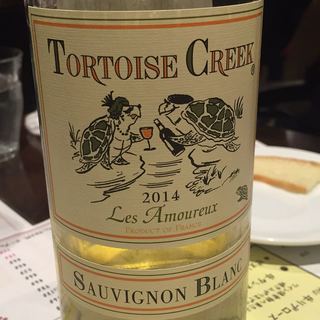 TORTOISE CREEK®
2014
Les Amoureux
PRODUCT OF FRANCE
SAUVIGNON BLANC